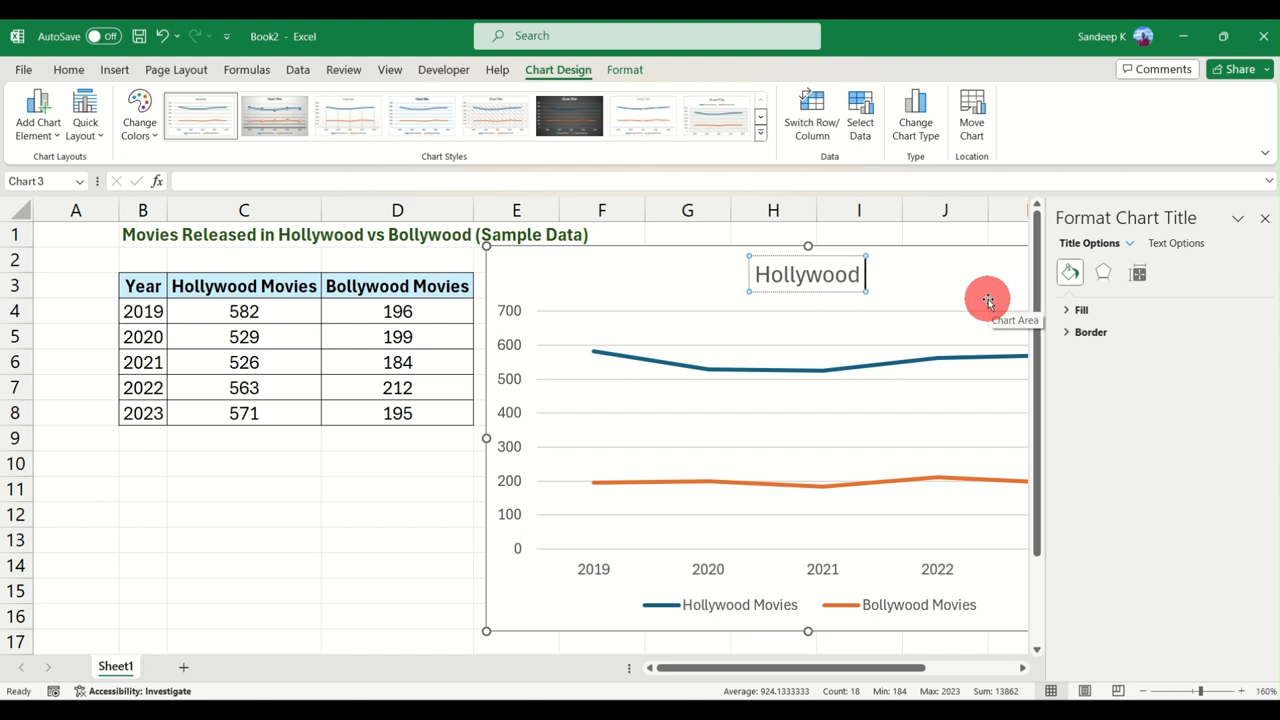 AutoSave Off Book2 - Excel Search Sandeep K
File Home Insert Page Layout Formulas Data Review View Developer Help Chart Design Format Comments Share
Add Chart Element Quick Layout Change Colors Switch Row/ Column Select Data Change Chart Type Move Chart
Chart Layouts Chart Styles Data Type Location
Chart3 fx
A B C D E F G H I J
1 Movies Released in Hollywood vs Bollywood (Sample Data)
2
3 Year Hollywood Movies Bollywood Movies
4 2019 582 196
5 2020 529 199
6 2021 526 184
7 2022 563 212
8 2023 571 195
9
10
11
12
13
14
15
16
17
Hollywood
700
600
500
400
300
200
100
0
2019 2020 2021 2022
Hollywood Movies Bollywood Movies
Chart Area
Format Chart Title
Title Options Text Options
Fill
Border
Sheet1
Ready Accessibility: Investigate Average: 924.1333333 Count: 18 Min: 184 Max: 2023 Sum: 13862 160%